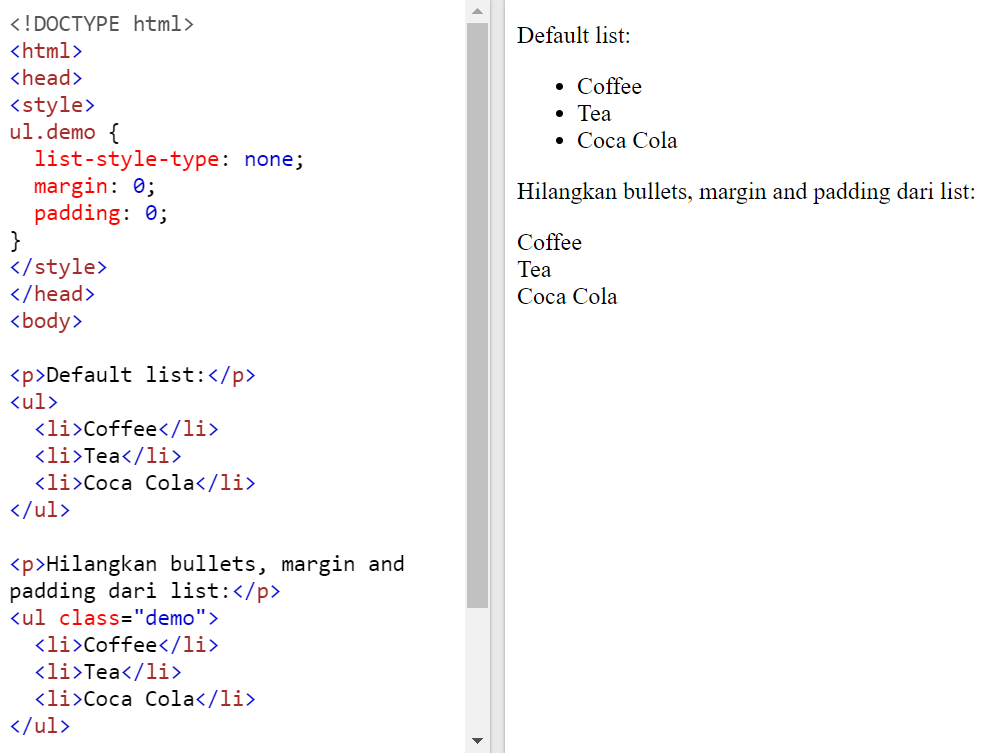 <!DOCTYPE html>
<html>
<head>
<style>
ul.demo {
  list-style-type: none;
  margin: 0;
  padding: 0;
}
</style>
</head>
<body>

<p>Default list:</p>
<ul>
  <li>Coffee</li>
  <li>Tea</li>
  <li>Coca Cola</li>
</ul>

<p>Hilangkan bullets, margin and
padding dari list:</p>
<ul class="demo">
  <li>Coffee</li>
  <li>Tea</li>
  <li>Coca Cola</li>
</ul>
Default list:
• Coffee
• Tea
• Coca Cola
Hilangkan bullets, margin and padding dari list:
Coffee
Tea
Coca Cola